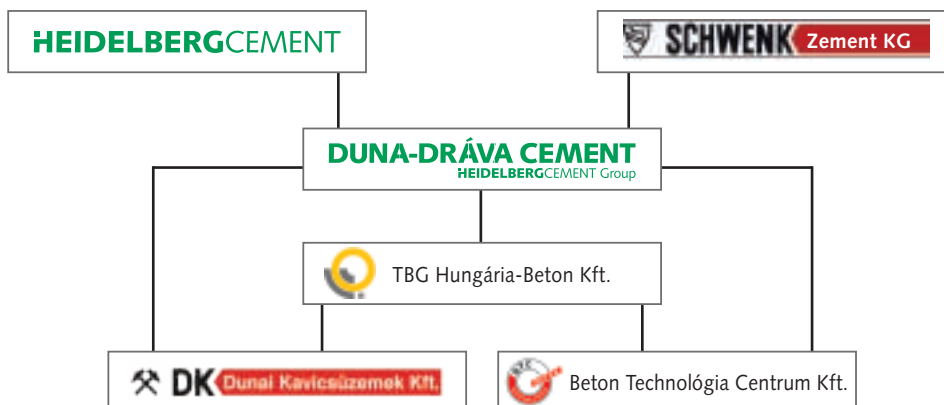 HEIDELBERGCEMENT
SCHWENK Zement KG
DUNA-DRÁVA CEMENT
HEIDELBERGCEMENT Group
TBG Hungária-Beton Kft.
DK Dunai Kavicsüzemek Kft.
BTC
Beton Technológia Centrum Kft.